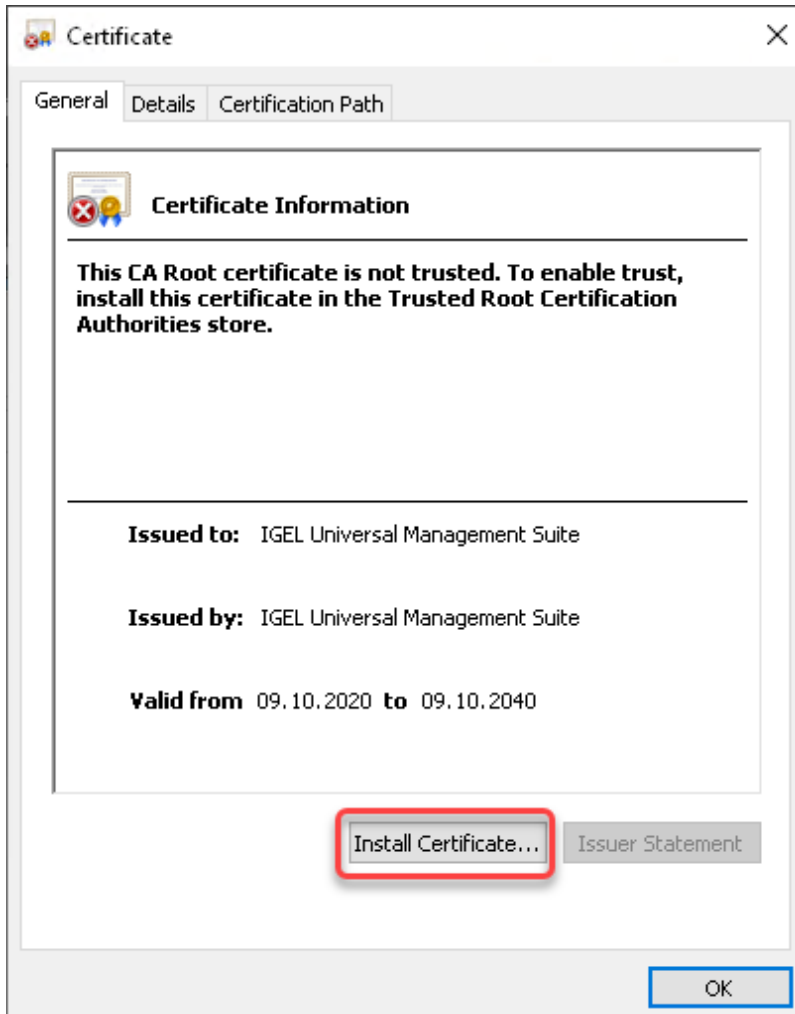 Certificate
General Details Certification Path
Certificate Information
This CA Root certificate is not trusted. To enable trust,
install this certificate in the Trusted Root Certification
Authorities store.
Issued to: IGEL Universal Management Suite
Issued by: IGEL Universal Management Suite
Valid from 09.10.2020 to 09.10.2040
Install Certificate... Issuer Statement
OK